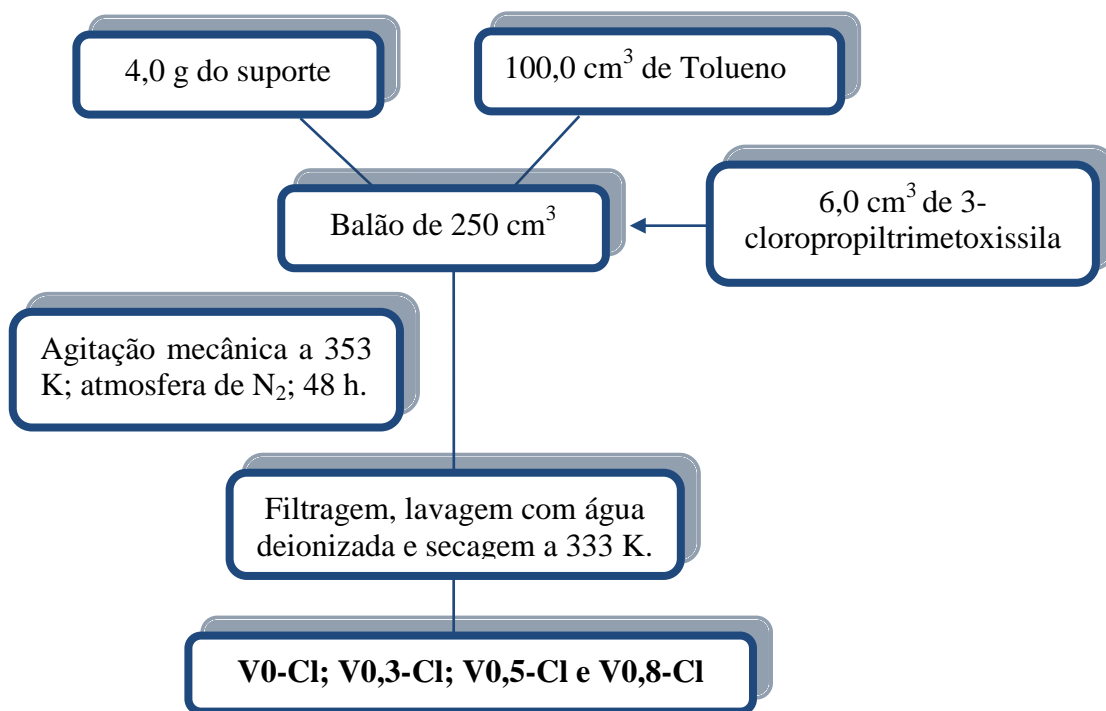 4,0 g do suporte
100,0 cm³ de Tolueno
Balão de 250 cm³
6,0 cm³ de 3-
cloropropiltrimetoxissila
Agitação mecânica a 353
K; atmosfera de N₂; 48 h.
Filtragem, lavagem com água
deionizada e secagem a 333 K.
V0-Cl; V0,3-Cl; V0,5-Cl e V0,8-Cl